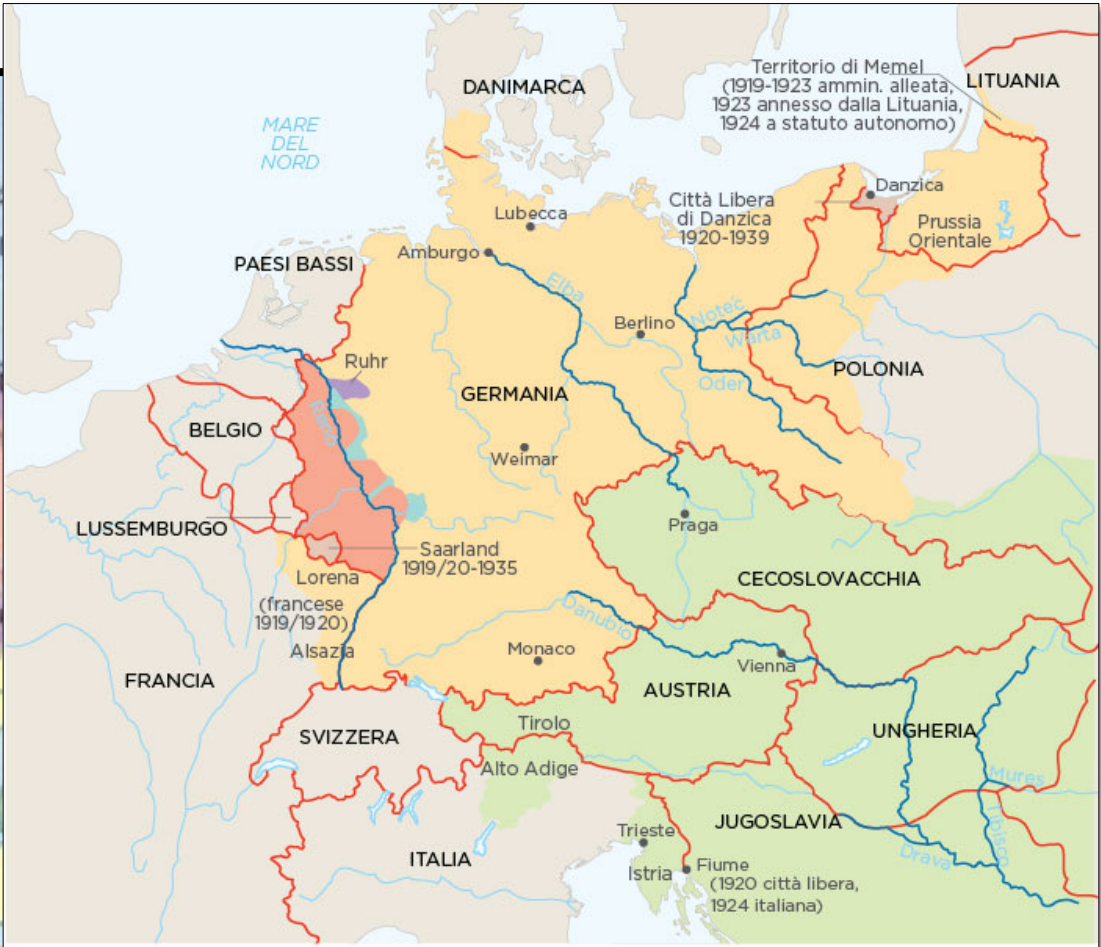 DANIMARCA
Territorio di Memel
(1919-1923 ammin. alleata,
1923 annesso dalla Lituania,
1924 a statuto autonomo)
LITUANIA
MARE
DEL
NORD
Danzica
Città Libera
di Danzica
1920-1939
Prussia
Orientale
Lubecca
Amburgo
PAESI BASSI
Elba
Berlino
Notec
Warta
Oder
POLONIA
Ruhr
Reno
GERMANIA
BELGIO
Weimar
LUSSEMBURGO
Praga
Saarland
1919/20-1935
Lorena
(francese
1919/1920)
Alsazia
CECOSLOVACCHIA
Danubio
Monaco
Vienna
FRANCIA
AUSTRIA
SVIZZERA
Tirolo
UNGHERIA
Alto Adige
Mures
Tibisco
JUGOSLAVIA
Drava
Trieste
ITALIA
Istria
Fiume
(1920 città libera,
1924 italiana)